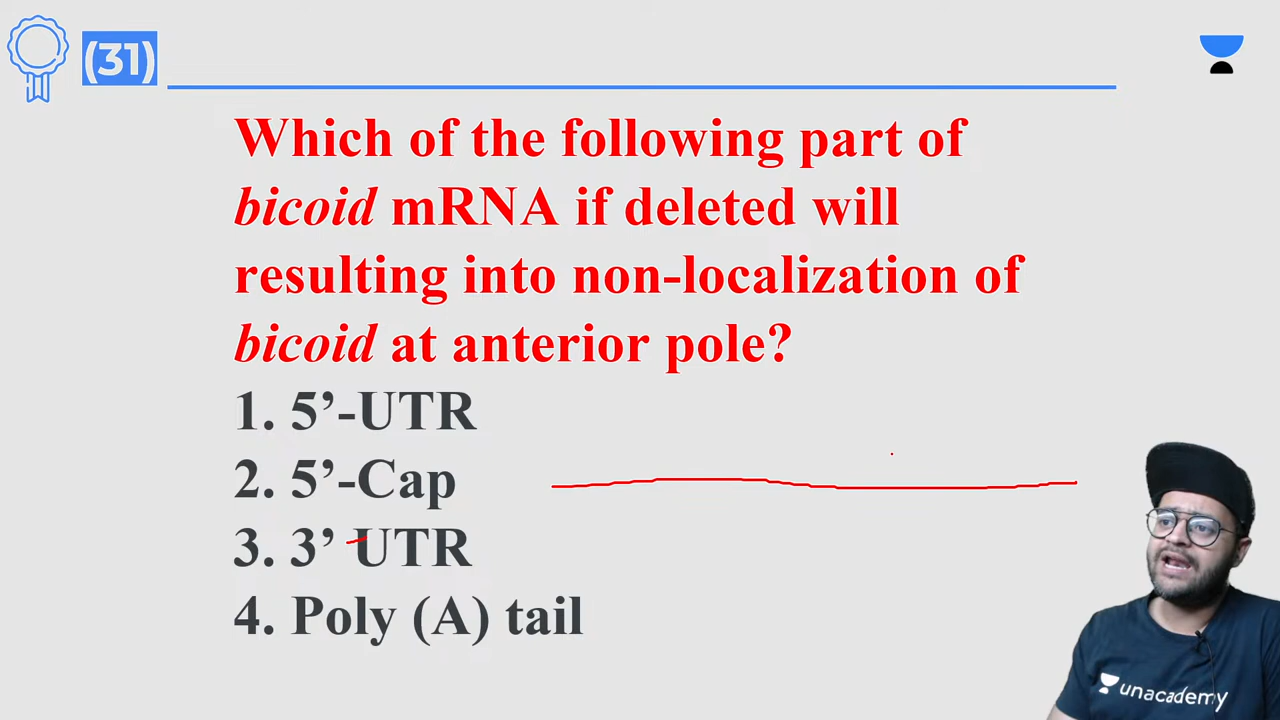 (31)
Which of the following part of
bicoid mRNA if deleted will
resulting into non-localization of
bicoid at anterior pole?
1. 5’-UTR
2. 5’-Cap
3. 3’ UTR
4. Poly (A) tail
unacademy